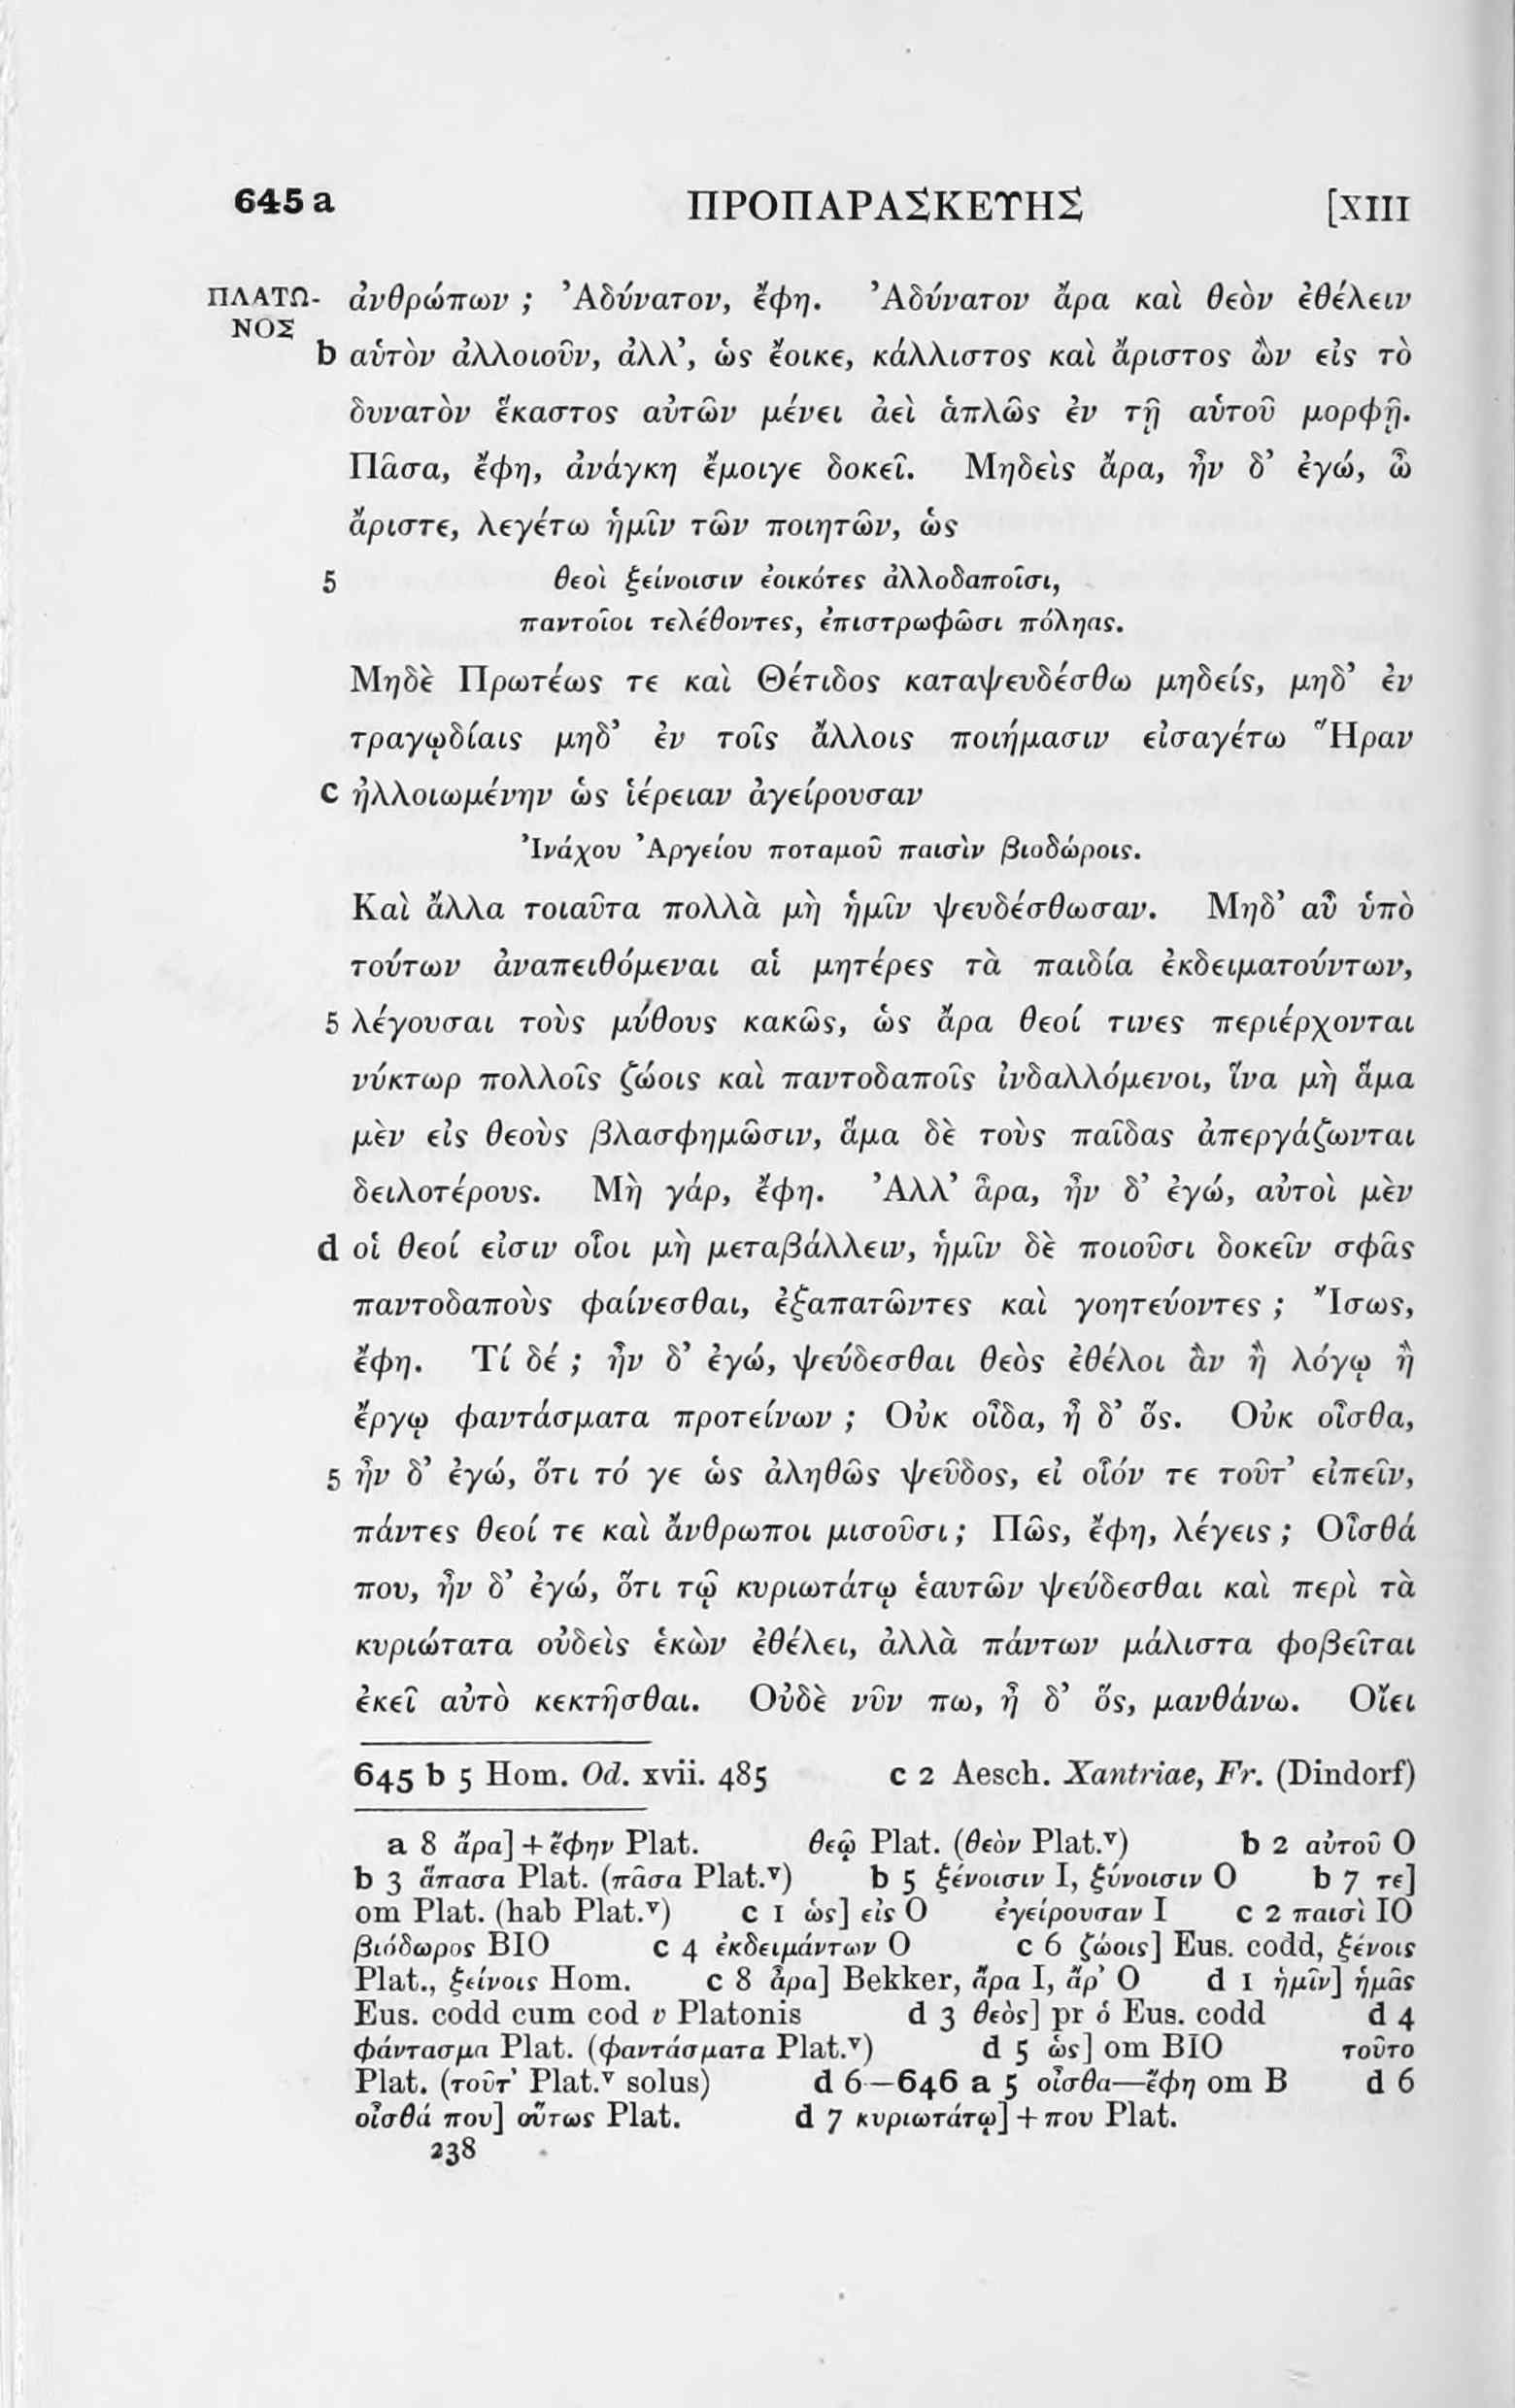 645 a ΠΡΟΠΑΡΑΣΚΕΥΗΣ [XIII
ΠΛΑΤΩ- ἀνθρώπων ; Ἀδύνατον, ἔφη. Ἀδύνατον ἄρα καὶ θεὸν ἐθέλειν
ΝΟΣ
b αὑτὸν ἀλλοιοῦν, ἀλλ’, ὡς ἔοικε, κάλλιστος καὶ ἄριστος ὢν εἰς τὸ
δυνατὸν ἕκαστος αὐτῶν μένει ἀεὶ ἁπλῶς ἐν τῇ αὑτοῦ μορφῇ.
Πᾶσα, ἔφη, ἀνάγκη ἔμοιγε δοκεῖ. Μηδεὶς ἄρα, ἦν δ’ ἐγώ, ὦ
ἄριστε, λεγέτω ἡμῖν τῶν ποιητῶν, ὡς
5 θεοὶ ξείνοισιν ἐοικότες ἀλλοδαποῖσι,
παντοῖοι τελέθοντες, ἐπιστρωφῶσι πόληας.
Μηδὲ Πρωτέως τε καὶ Θέτιδος καταψευδέσθω μηδείς, μηδ’ ἐν
τραγῳδίαις μηδ’ ἐν τοῖς ἄλλοις ποιήμασιν εἰσαγέτω Ἥραν
c ἠλλοιωμένην ὡς ἱέρειαν ἀγείρουσαν
Ἰνάχου Ἀργείου ποταμοῦ παισὶν βιοδώροις.
Καὶ ἄλλα τοιαῦτα πολλὰ μὴ ἡμῖν ψευδέσθωσαν. Μηδ’ αὖ ὑπὸ
τούτων ἀναπειθόμεναι αἱ μητέρες τὰ παιδία ἐκδειματούντων,
5 λέγουσαι τοὺς μύθους κακῶς, ὡς ἄρα θεοί τινες περιέρχονται
νύκτωρ πολλοῖς ζώοις καὶ παντοδαποῖς ἰνδαλλόμενοι, ἵνα μὴ ἅμα
μὲν εἰς θεοὺς βλασφημῶσιν, ἅμα δὲ τοὺς παῖδας ἀπεργάζωνται
δειλοτέρους. Μὴ γάρ, ἔφη. Ἀλλ’ ἆρα, ἦν δ’ ἐγώ, αὐτοὶ μὲν
d οἱ θεοί εἰσιν οἷοι μὴ μεταβάλλειν, ἡμῖν δὲ ποιοῦσι δοκεῖν σφᾶς
παντοδαποὺς φαίνεσθαι, ἐξαπατῶντες καὶ γοητεύοντες ; Ἴσως,
ἔφη. Τί δέ ; ἦν δ’ ἐγώ, ψεύδεσθαι θεὸς ἐθέλοι ἂν ἢ λόγῳ ἢ
ἔργῳ φαντάσματα προτείνων ; Οὐκ οἶδα, ἦ δ’ ὅς. Οὐκ οἶσθα,
5 ἦν δ’ ἐγώ, ὅτι τό γε ὡς ἀληθῶς ψεῦδος, εἰ οἷόν τε τοῦτ’ εἰπεῖν,
πάντες θεοί τε καὶ ἄνθρωποι μισοῦσι ; Πῶς, ἔφη, λέγεις ; Οἶσθά
που, ἦν δ’ ἐγώ, ὅτι τῷ κυριωτάτῳ ἑαυτῶν ψεύδεσθαι καὶ περὶ τὰ
κυριώτατα οὐδεὶς ἑκὼν ἐθέλει, ἀλλὰ πάντων μάλιστα φοβεῖται
ἐκεῖ αὐτὸ κεκτῆσθαι. Οὐδὲ νῦν πω, ἦ δ’ ὅς, μανθάνω. Οἴει
645 b 5 Hom. Od. xvii. 485 c 2 Aesch. Xantriae, Fr. (Dindorf)
a 8 ἄρα] + ἔφην Plat. θεῷ Plat. (θεὸν Plat.ᵛ) b 2 αὐτοῦ O
b 3 ἅπασα Plat. (πᾶσα Plat.ᵛ) b 5 ξένοισιν I, ξύνοισιν O b 7 τε]
om Plat. (hab Plat.ᵛ) c 1 ὡς] εἰς O ἐγείρουσαν I c 2 παισὶ IO
βιόδωρος BIO c 4 ἐκδειμάντων O c 6 ζώοις] Eus. codd, ξένοις
Plat., ξείνοις Hom. c 8 ἆρα] Bekker, ἄρα I, ἄρ’ O d 1 ἡμῖν] ἡμᾶς
Eus. codd cum cod v Platonis d 3 θεὸς] pr ὁ Eus. codd d 4
φάντασμα Plat. (φαντάσματα Plat.ᵛ) d 5 ὡς] om BIO τοῦτο
Plat. (τοῦτ’ Plat.ᵛ solus) d 6—646 a 5 οἶσθα—ἔφη om B d 6
οἶσθά που] οὕτως Plat. d 7 κυριωτάτῳ] + που Plat.
238